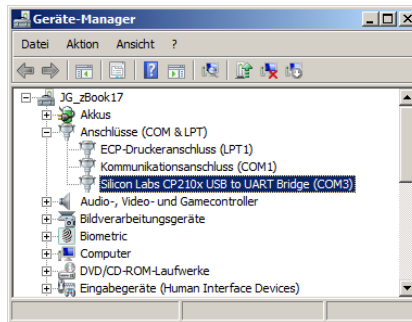 Geräte-Manager
Datei Aktion Ansicht ?
JG_zBook17
Akkus
Anschlüsse (COM & LPT)
ECP-Druckeranschluss (LPT1)
Kommunikationsanschluss (COM1)
Silicon Labs CP210x USB to UART Bridge (COM3)
Audio-, Video- und Gamecontroller
Bildverarbeitungsgeräte
Biometric
Computer
DVD/CD-ROM-Laufwerke
Eingabegeräte (Human Interface Devices)